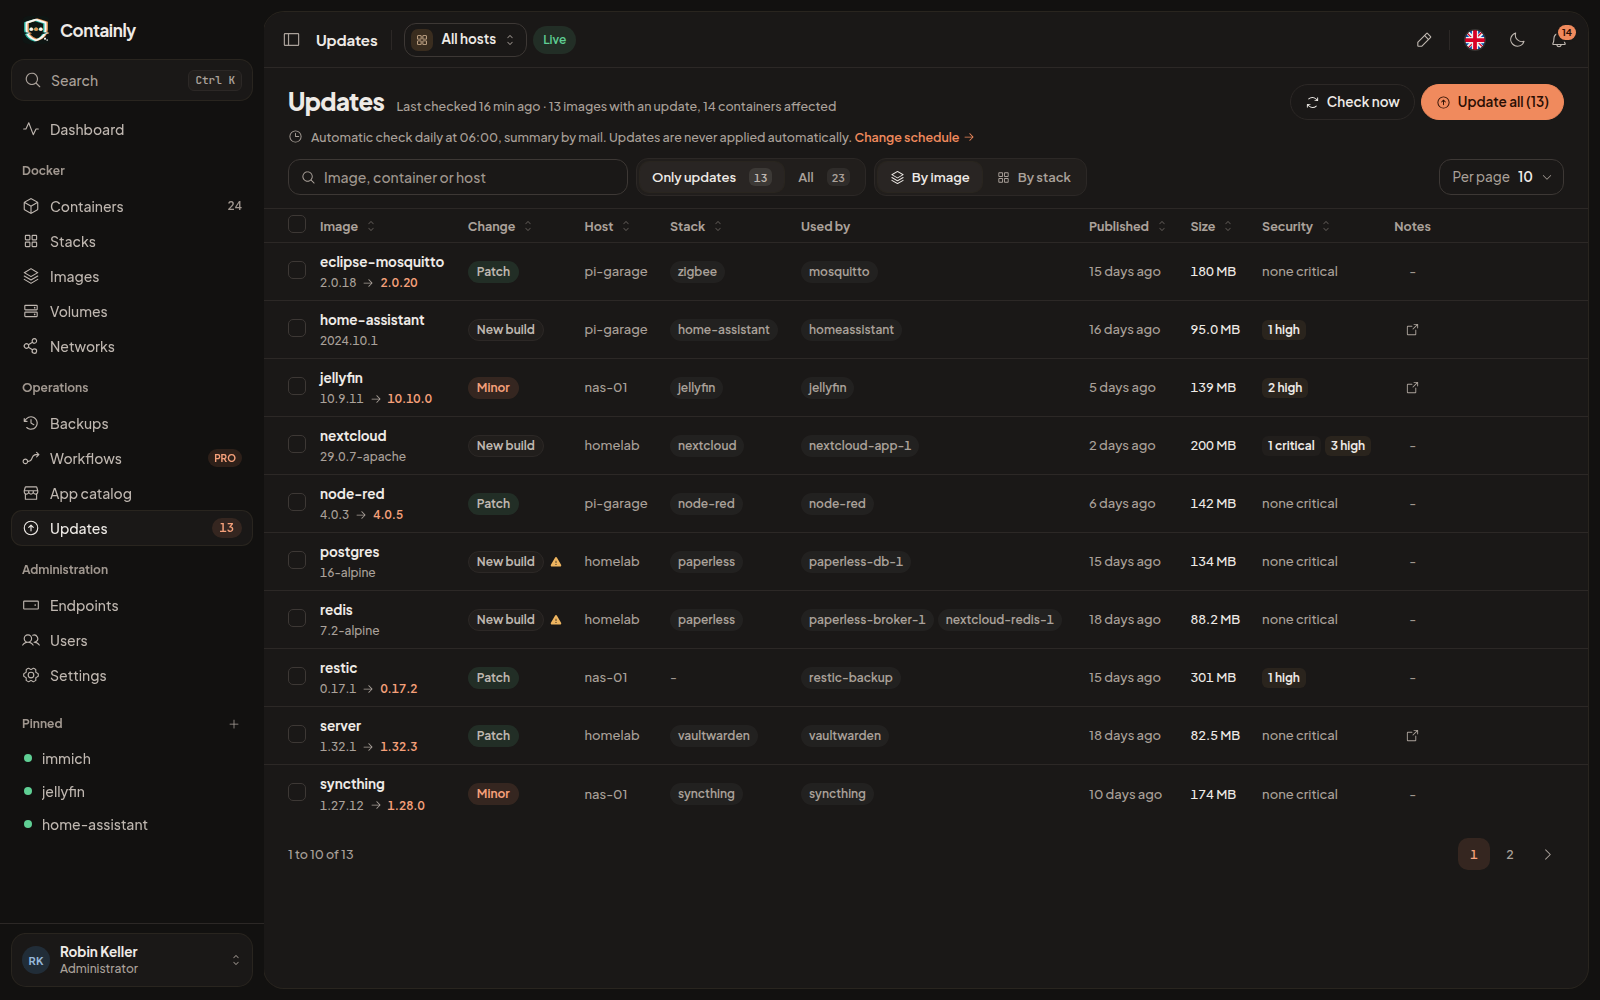 Containly
Search Ctrl K
Dashboard
Docker
Containers 24
Stacks
Images
Volumes
Networks
Operations
Backups
Workflows PRO
App catalog
Updates 13
Administration
Endpoints
Users
Settings
Pinned
immich
jellyfin
home-assistant
RK Robin Keller
Administrator
Updates All hosts Live 14
Updates Last checked 16 min ago · 13 images with an update, 14 containers affected Check now Update all (13)
Automatic check daily at 06:00, summary by mail. Updates are never applied automatically. Change schedule →
Image, container or host Only updates 13 All 23 By image By stack Per page 10
Image Change Host Stack Used by Published Size Security Notes
eclipse-mosquitto
2.0.18 → 2.0.20 Patch pi-garage zigbee mosquitto 15 days ago 180 MB none critical -
home-assistant
2024.10.1 New build pi-garage home-assistant homeassistant 16 days ago 95.0 MB 1 high
jellyfin
10.9.11 → 10.10.0 Minor nas-01 jellyfin jellyfin 5 days ago 139 MB 2 high
nextcloud
29.0.7-apache New build homelab nextcloud nextcloud-app-1 2 days ago 200 MB 1 critical 3 high -
node-red
4.0.3 → 4.0.5 Patch pi-garage node-red node-red 6 days ago 142 MB none critical -
postgres
16-alpine New build homelab paperless paperless-db-1 15 days ago 134 MB none critical -
redis
7.2-alpine New build homelab paperless paperless-broker-1 nextcloud-redis-1 18 days ago 88.2 MB none critical -
restic
0.17.1 → 0.17.2 Patch nas-01 - restic-backup 15 days ago 301 MB 1 high -
server
1.32.1 → 1.32.3 Patch homelab vaultwarden vaultwarden 18 days ago 82.5 MB none critical
syncthing
1.27.12 → 1.28.0 Minor nas-01 syncthing syncthing 10 days ago 174 MB none critical -
1 to 10 of 13 1 2